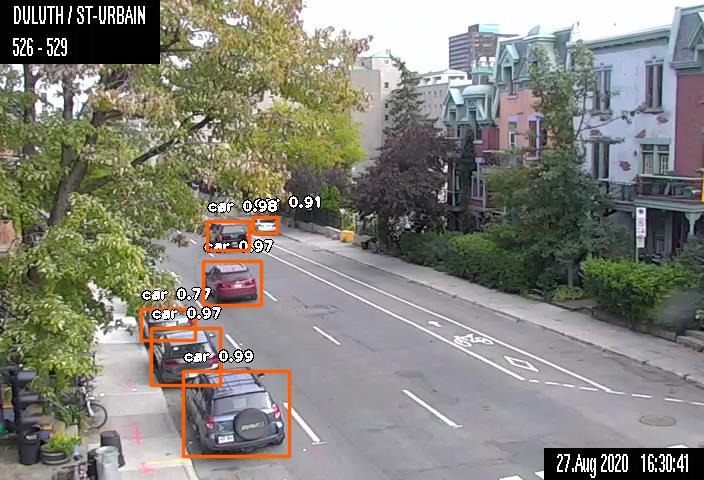 DULUTH / ST-URBAIN
526 - 529
car 0.98
0.91
car 0.97
car 0.77
car 0.97
car 0.99
27.Aug 2020 16:30:41